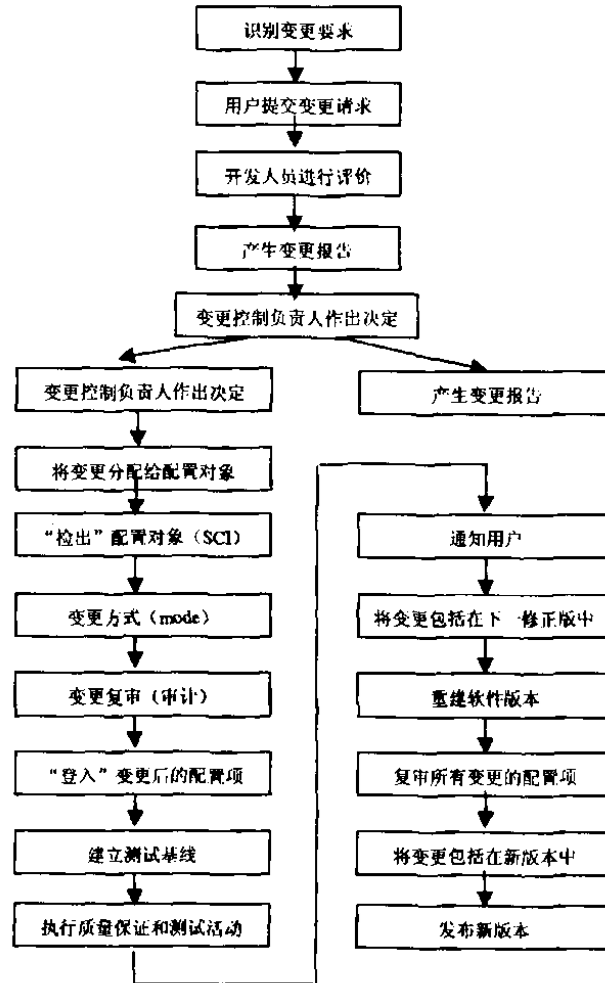 识别变更要求
用户提交变更请求
开发人员进行评价
产生变更报告
变更控制负责人作出决定
变更控制负责人作出决定
产生变更报告
将变更分配给配置对象
“检出”配置对象（SCI）
变更方式（mode）
变更复审（审计）
“登入”变更后的配置项
建立测试基线
执行质量保证和测试活动
通知用户
将变更包括在下一修正版中
重建软件版本
复审所有变更的配置项
将变更包括在新版本中
发布新版本